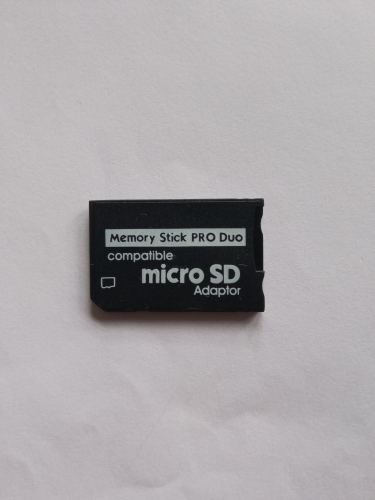 Memory Stick PRO Duo
compatible
micro SD
Adaptor